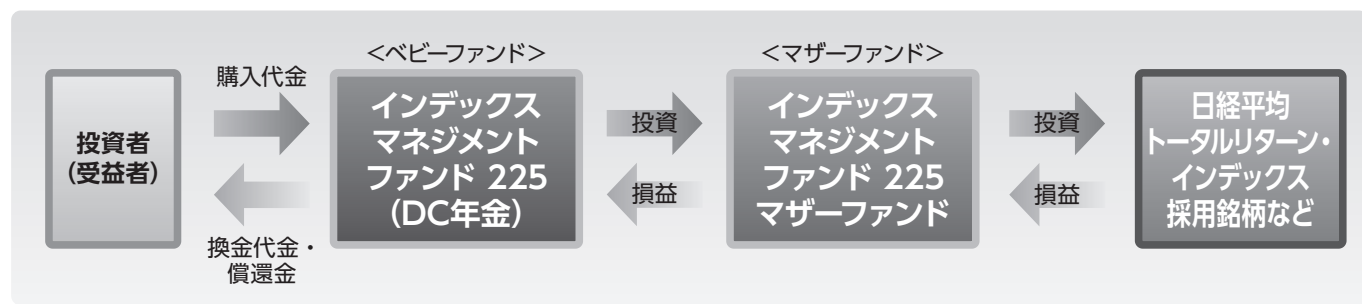 投資者
(受益者)
購入代金
換金代金・
償還金
<ベビーファンド>
インデックス
マネジメント
ファンド 225
(DC年金)
投資
損益
<マザーファンド>
インデックス
マネジメント
ファンド 225
マザーファンド
投資
損益
日経平均
トータルリターン・
インデックス
採用銘柄など